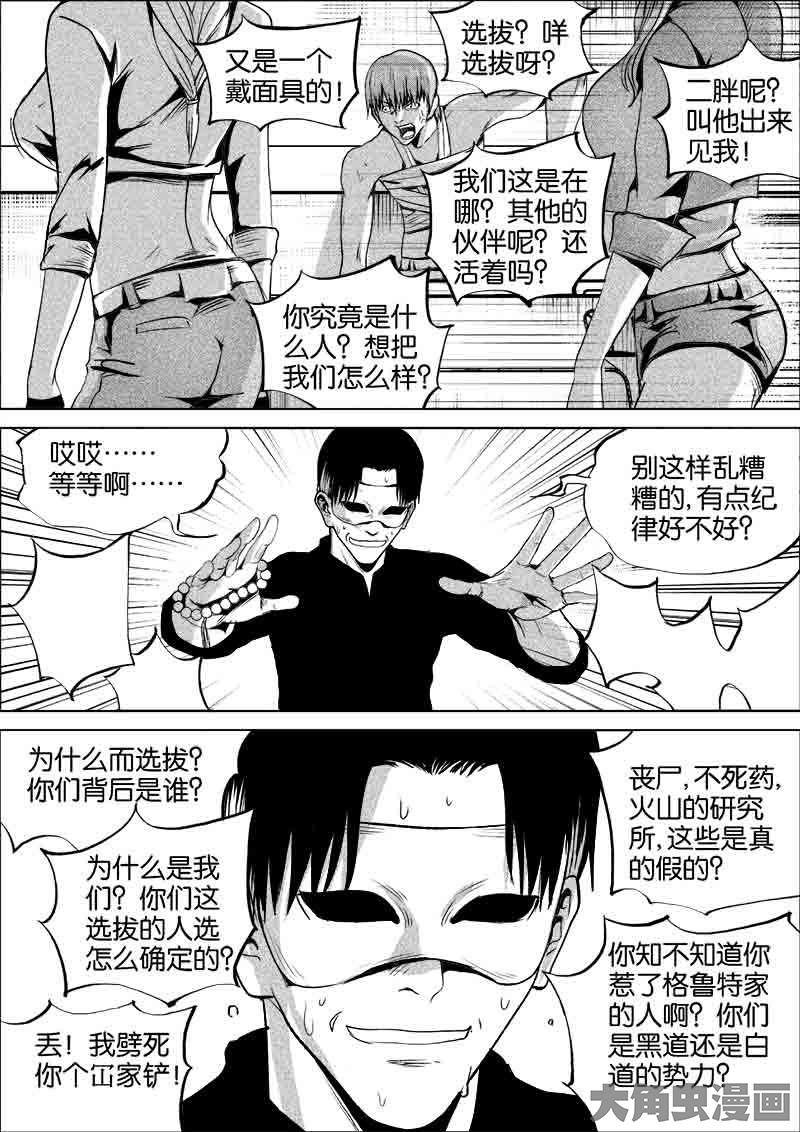 又是一个
戴面具的！
选拔？咩
选拔呀？
二胖呢？
叫他出来
见我！
我们这是在
哪？其他的
伙伴呢？还
活着吗？
你究竟是什
么人？想把
我们怎么样？
哎哎……
等等啊……
别这样乱糟
糟的，有点纪
律好不好？
为什么而选拔？
你们背后是谁？
丧尸，不死药，
火山的研究
所，这些是真
的假的？
为什么是我
们？你们这
选拔的人选
怎么确定的？
你知不知道你
惹了格鲁特家
的人啊？你们
是黑道还是白
道的势力？
丢！我劈死
你个冚家铲！
大角虫漫画